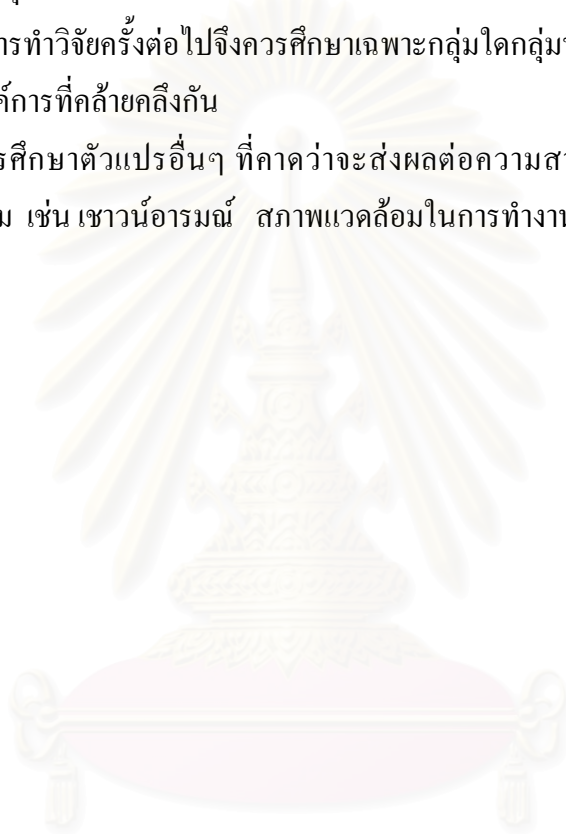 ารทำวิจัยครั้งต่อไปจึงควรศึกษาเฉพาะกลุ่มใดกลุ่ม
ค์การที่คล้ายคลึงกัน
รศึกษาตัวแปรอื่นๆ ที่คาดว่าจะส่งผลต่อความ
ม เช่น เชาวน์อารมณ์ สภาพแวดล้อมในการทำงาน